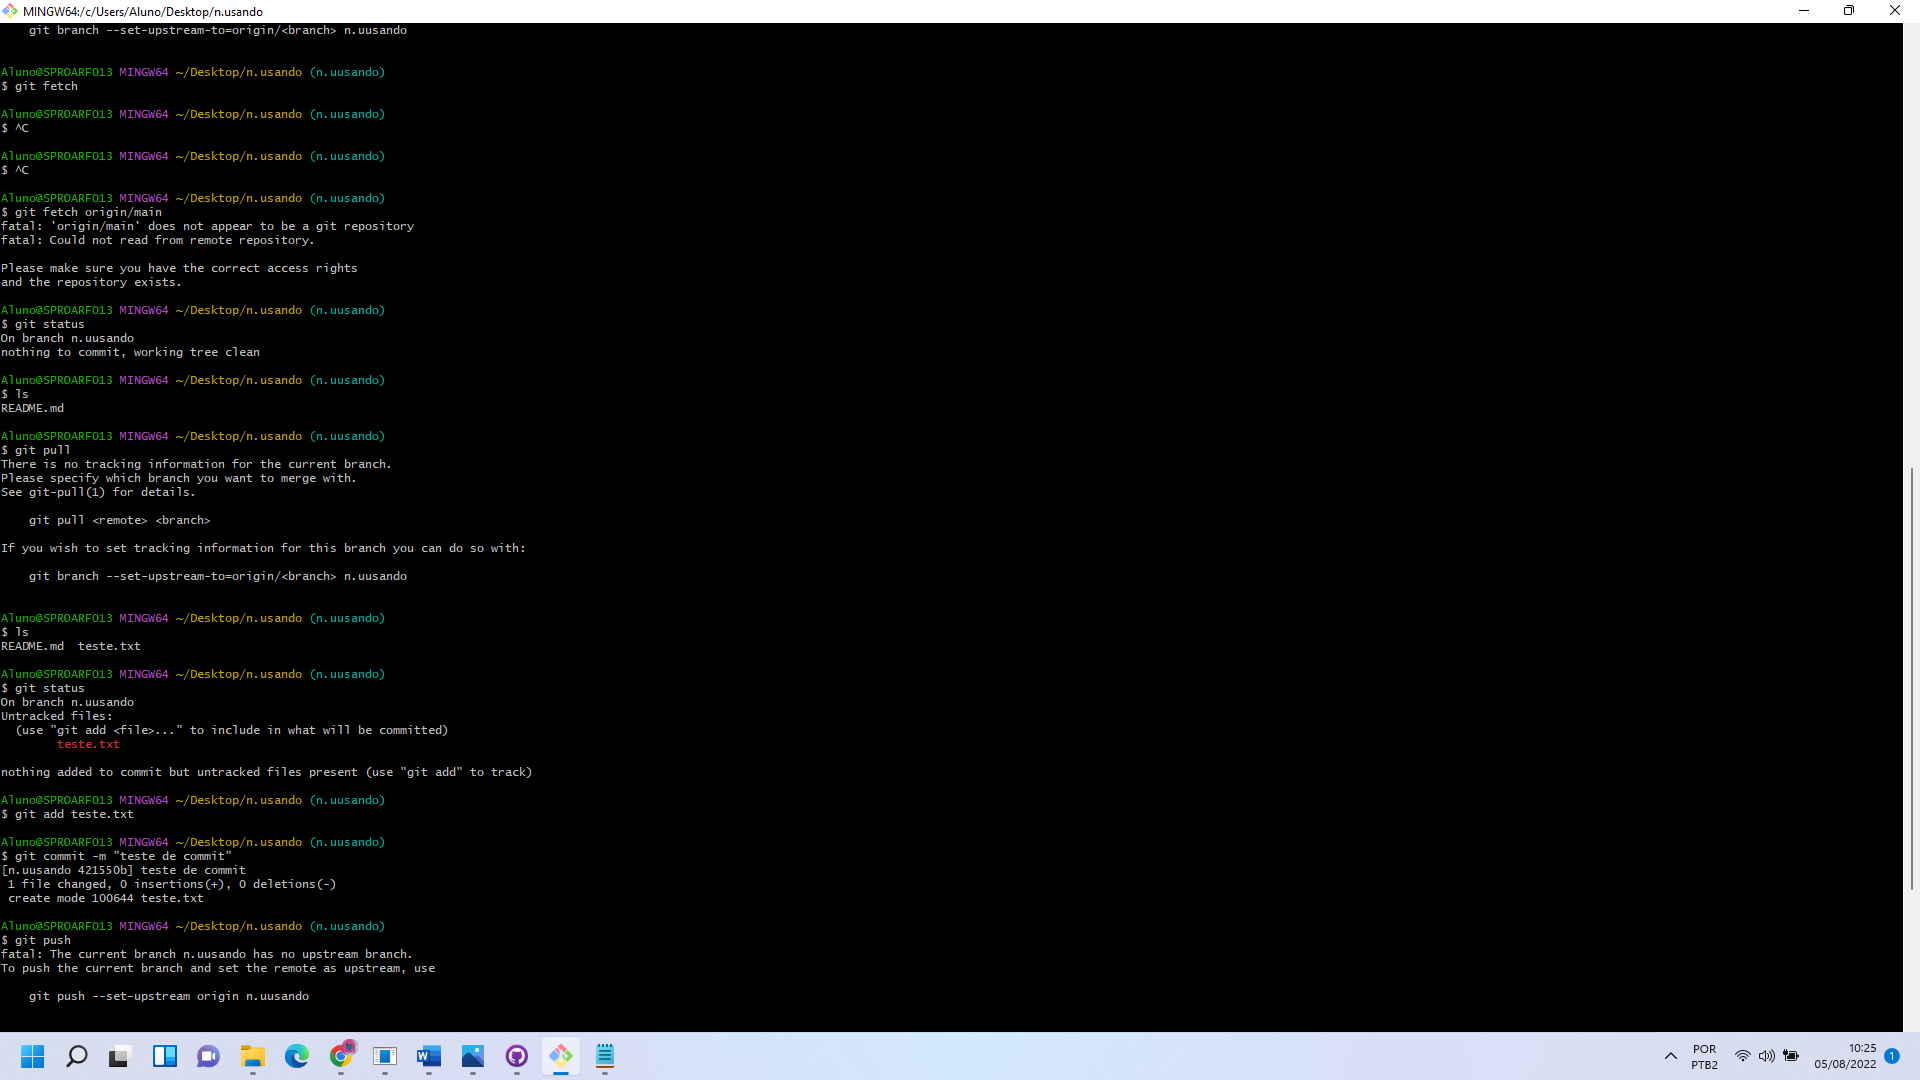 MINGW64:/c/Users/Aluno/Desktop/n.usando
git branch --set-upstream-to=origin/<branch> n.uusando
Aluno@SPROARF013 MINGW64 ~/Desktop/n.usando (n.uusando)
$ git fetch
Aluno@SPROARF013 MINGW64 ~/Desktop/n.usando (n.uusando)
$ ^C
Aluno@SPROARF013 MINGW64 ~/Desktop/n.usando (n.uusando)
$ ^C
Aluno@SPROARF013 MINGW64 ~/Desktop/n.usando (n.uusando)
$ git fetch origin/main
fatal: 'origin/main' does not appear to be a git repository
fatal: Could not read from remote repository.
Please make sure you have the correct access rights
and the repository exists.
Aluno@SPROARF013 MINGW64 ~/Desktop/n.usando (n.uusando)
$ git status
On branch n.uusando
nothing to commit, working tree clean
Aluno@SPROARF013 MINGW64 ~/Desktop/n.usando (n.uusando)
$ ls
README.md
Aluno@SPROARF013 MINGW64 ~/Desktop/n.usando (n.uusando)
$ git pull
There is no tracking information for the current branch.
Please specify which branch you want to merge with.
See git-pull(1) for details.
git pull <remote> <branch>
If you wish to set tracking information for this branch you can do so with:
git branch --set-upstream-to=origin/<branch> n.uusando
Aluno@SPROARF013 MINGW64 ~/Desktop/n.usando (n.uusando)
$ ls
README.md  teste.txt
Aluno@SPROARF013 MINGW64 ~/Desktop/n.usando (n.uusando)
$ git status
On branch n.uusando
Untracked files:
(use "git add <file>..." to include in what will be committed)
teste.txt
nothing added to commit but untracked files present (use "git add" to track)
Aluno@SPROARF013 MINGW64 ~/Desktop/n.usando (n.uusando)
$ git add teste.txt
Aluno@SPROARF013 MINGW64 ~/Desktop/n.usando (n.uusando)
$ git commit -m "teste de commit"
[n.uusando 421550b] teste de commit
1 file changed, 0 insertions(+), 0 deletions(-)
create mode 100644 teste.txt
Aluno@SPROARF013 MINGW64 ~/Desktop/n.usando (n.uusando)
$ git push
fatal: The current branch n.uusando has no upstream branch.
To push the current branch and set the remote as upstream, use
git push --set-upstream origin n.uusando
POR
PTB2
10:25
05/08/2022
1